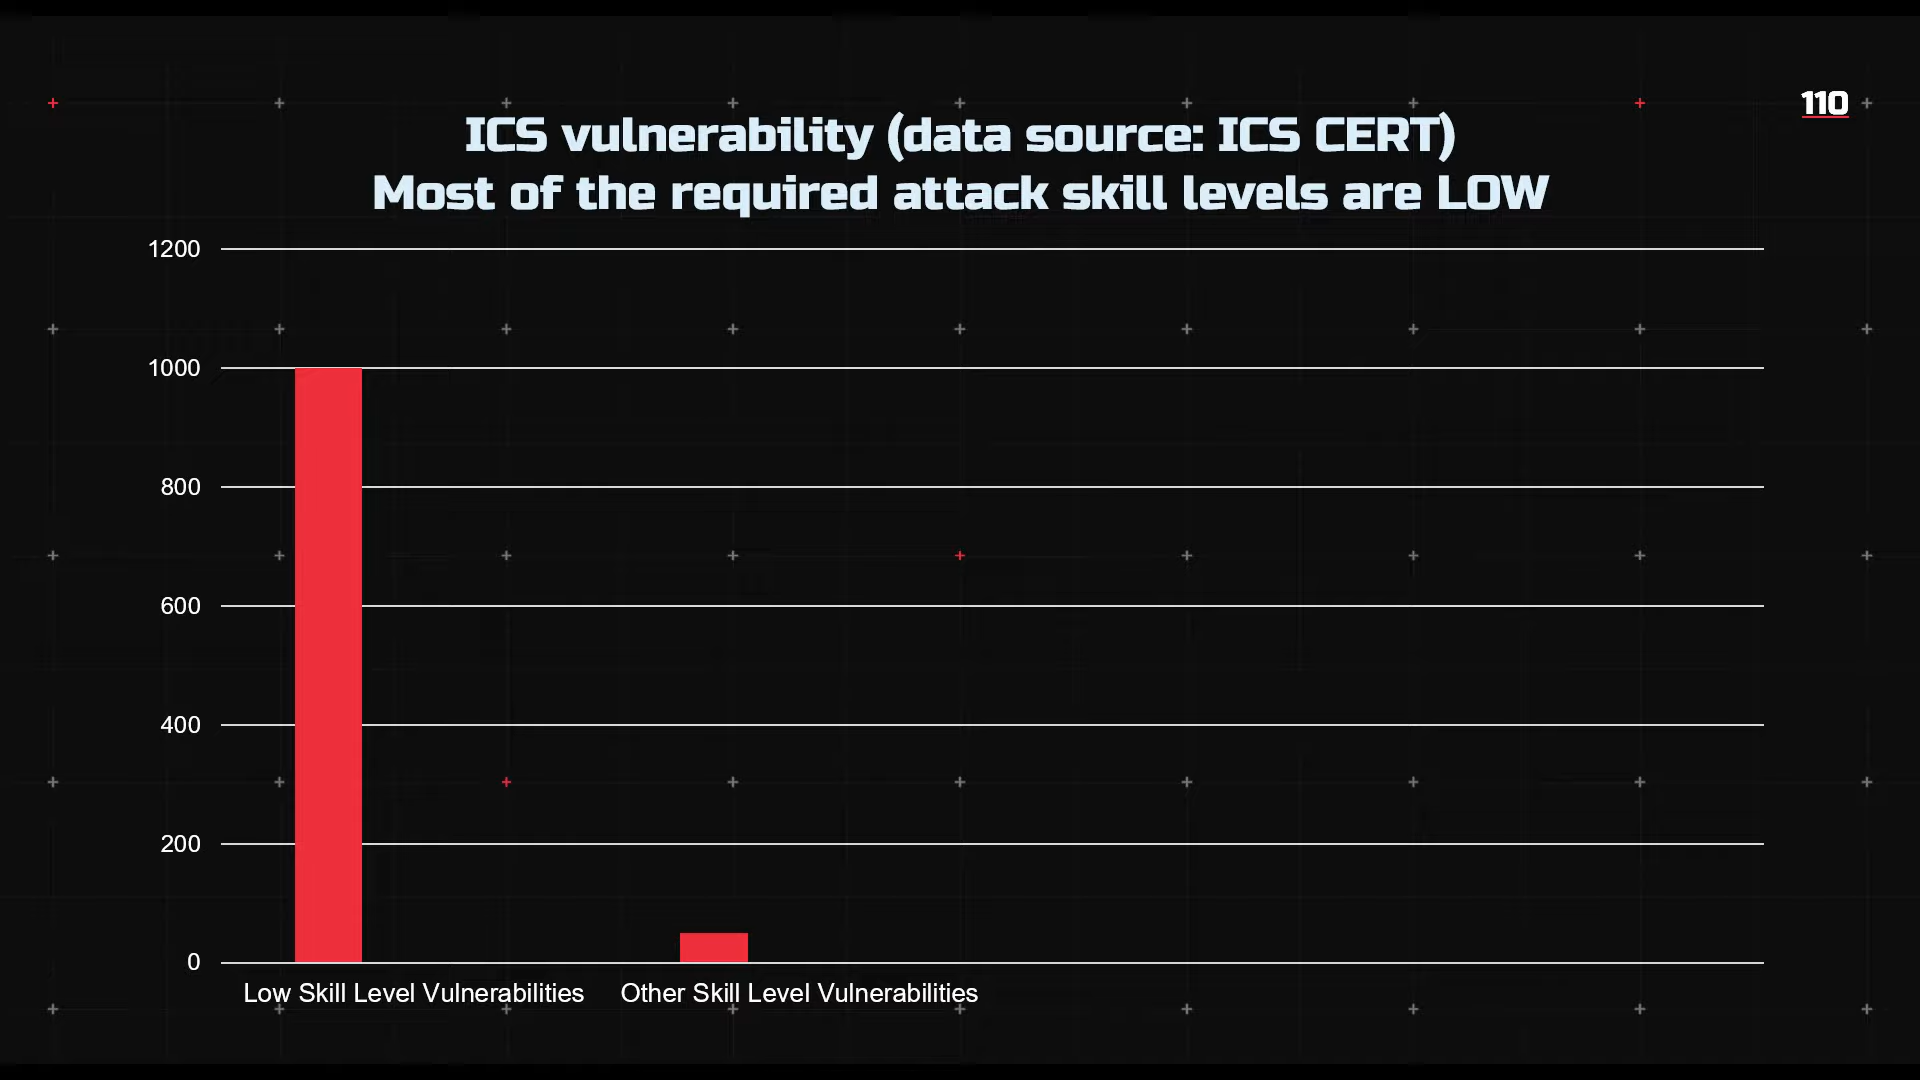 110
ICS vulnerability (data source: ICS CERT)
Most of the required attack skill levels are LOW
1200
1000
800
600
400
200
0
Low Skill Level Vulnerabilities
Other Skill Level Vulnerabilities